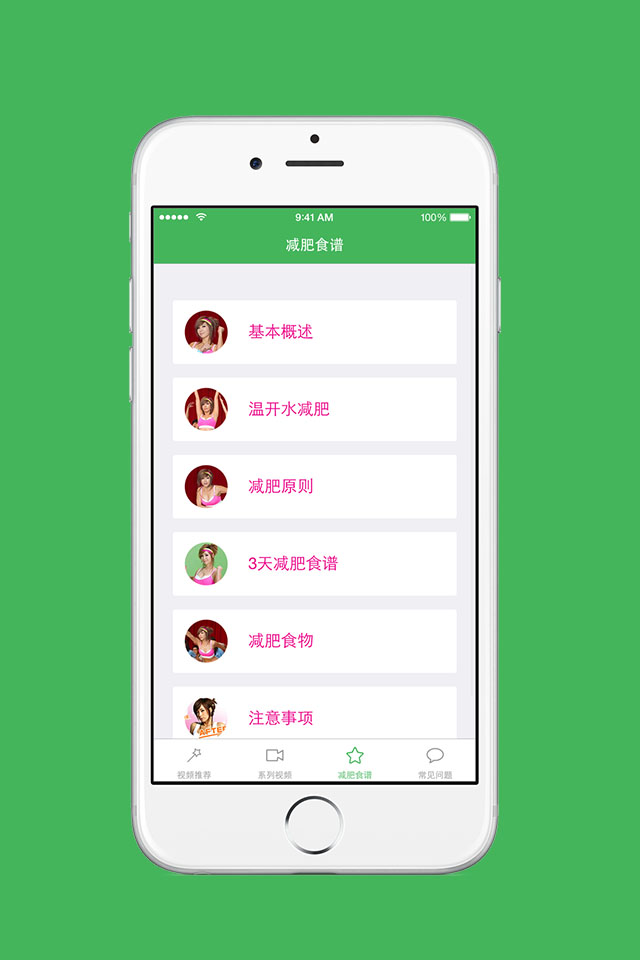 9:41 AM
100%
减肥食谱
基本概述
温开水减肥
减肥原则
3天减肥食谱
减肥食物
注意事项
AFTER
视频推荐
系列视频
减肥食谱
常见问题